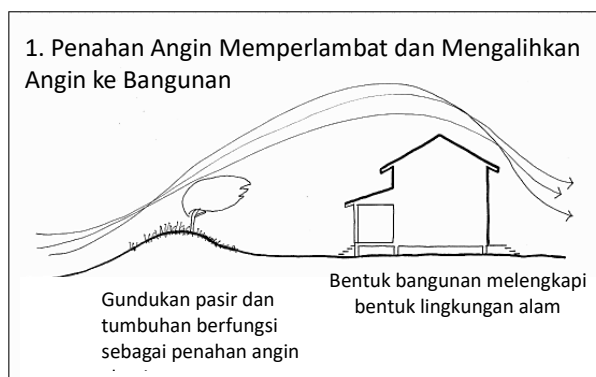 1. Penahan Angin Memperlambat dan Mengalihkan
Angin ke Bangunan
Bentuk bangunan melengkapi
bentuk lingkungan alam
Gundukan pasir dan
tumbuhan berfungsi
sebagai penahan angin